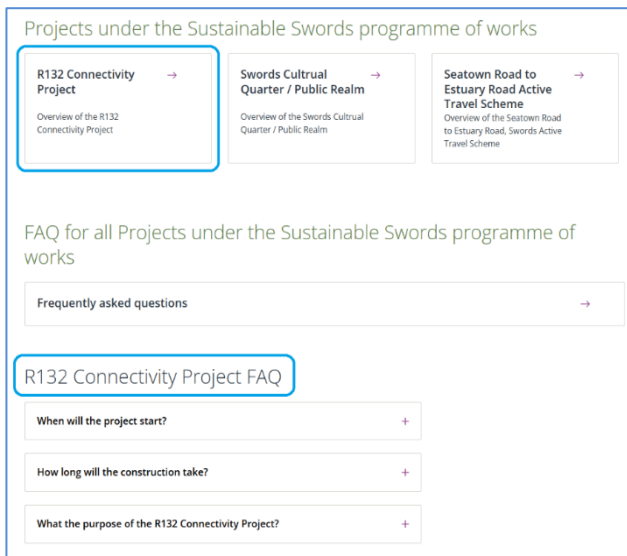 Projects under the Sustainable Swords programme of works
R132 Connectivity
Project
Overview of the R132
Connectivity Project
Swords Cultrual
Quarter / Public Realm
Overview of the Swords Cultrual
Quarter / Public Realm
Seatown Road to
Estuary Road Active
Travel Scheme
Overview of the Seatown Road
to Estuary Road, Swords Active
Travel Scheme
FAQ for all Projects under the Sustainable Swords programme of
works
Frequently asked questions
R132 Connectivity Project FAQ
When will the project start?
How long will the construction take?
What the purpose of the R132 Connectivity Project?